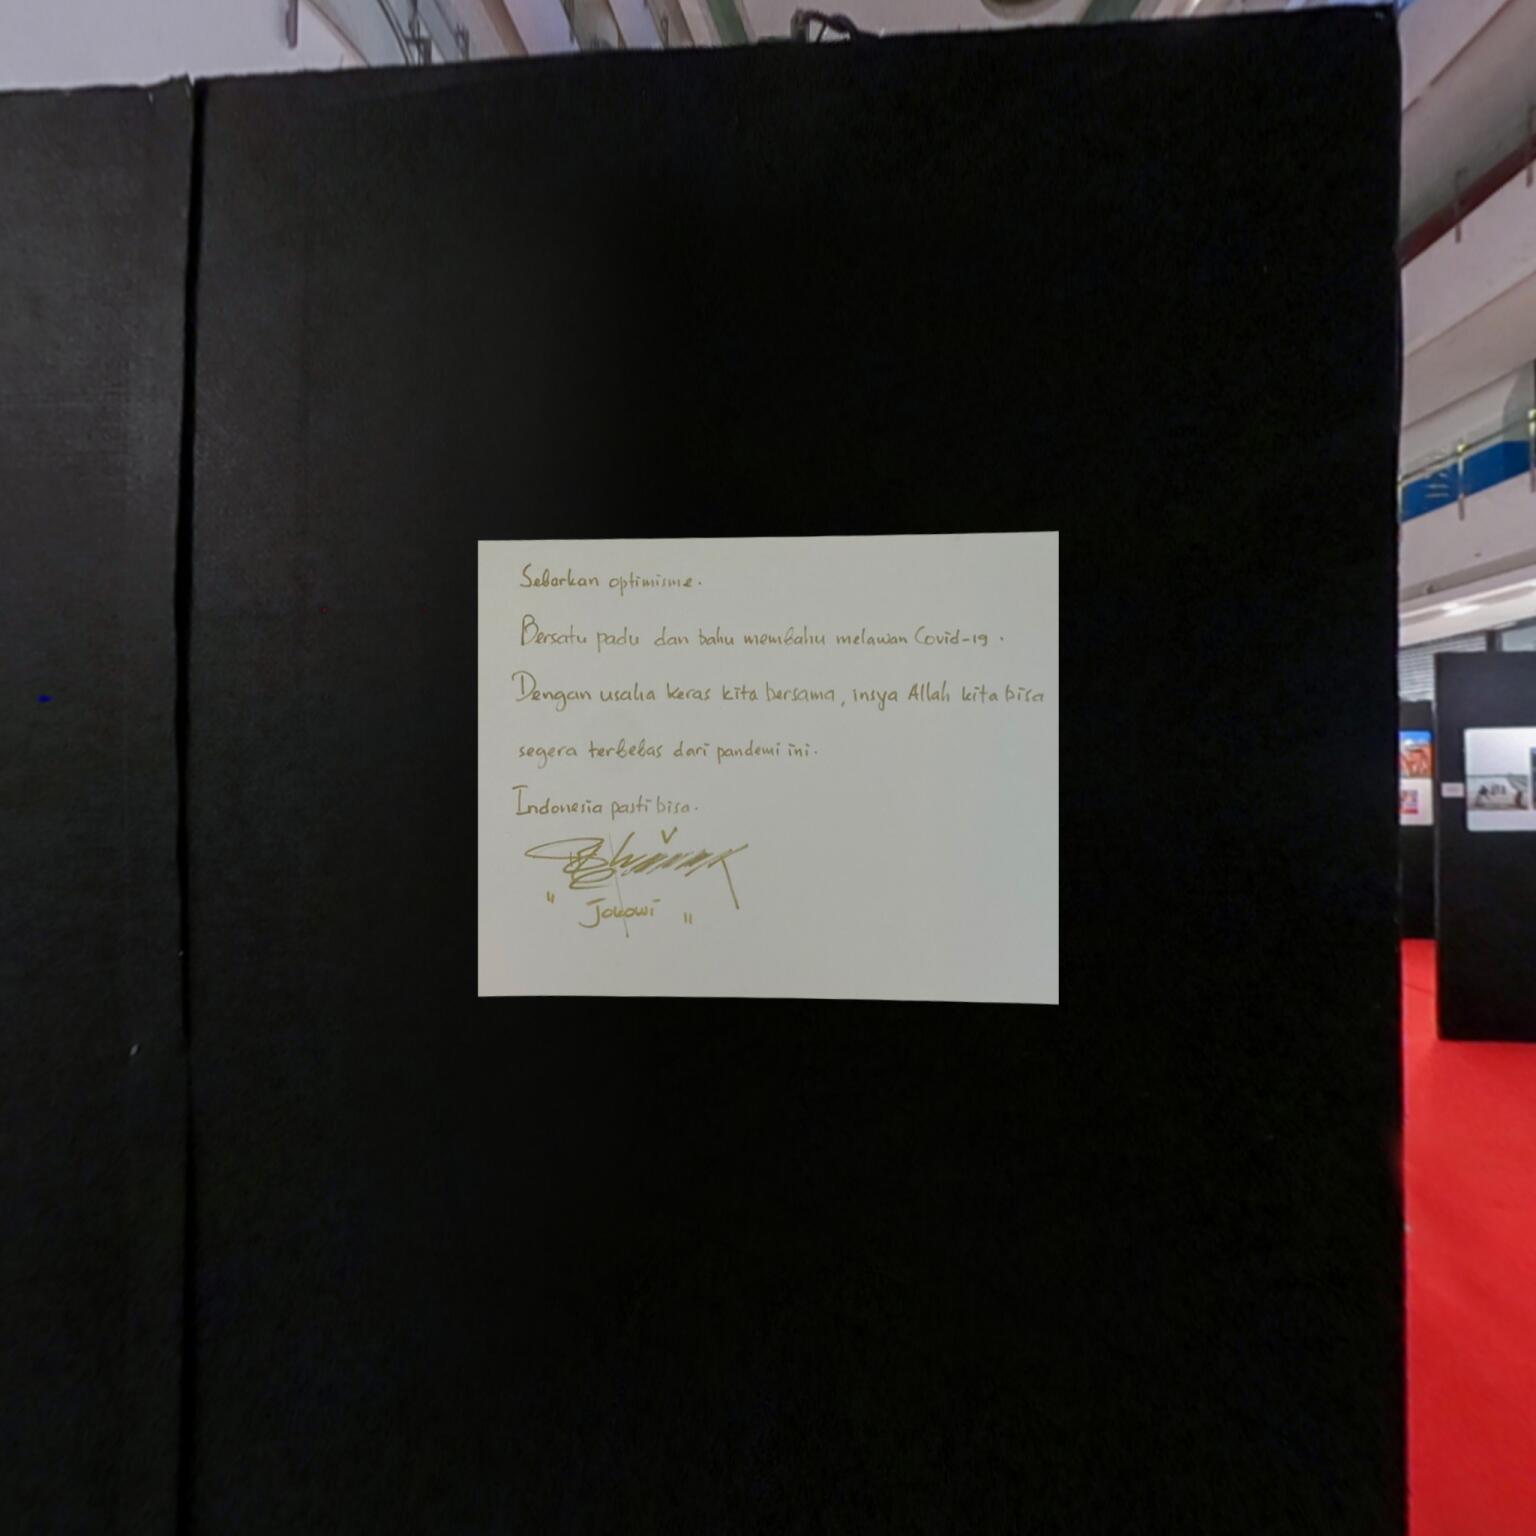 Sebarkan optimisme.
Bersatu padu dan bahu membahu melawan Covid-19.
Dengan usaha keras kita bersama, insya Allah kita bisa
segera terbebas dari pandemi ini.
Indonesia pasti bisa.
" Jokowi "